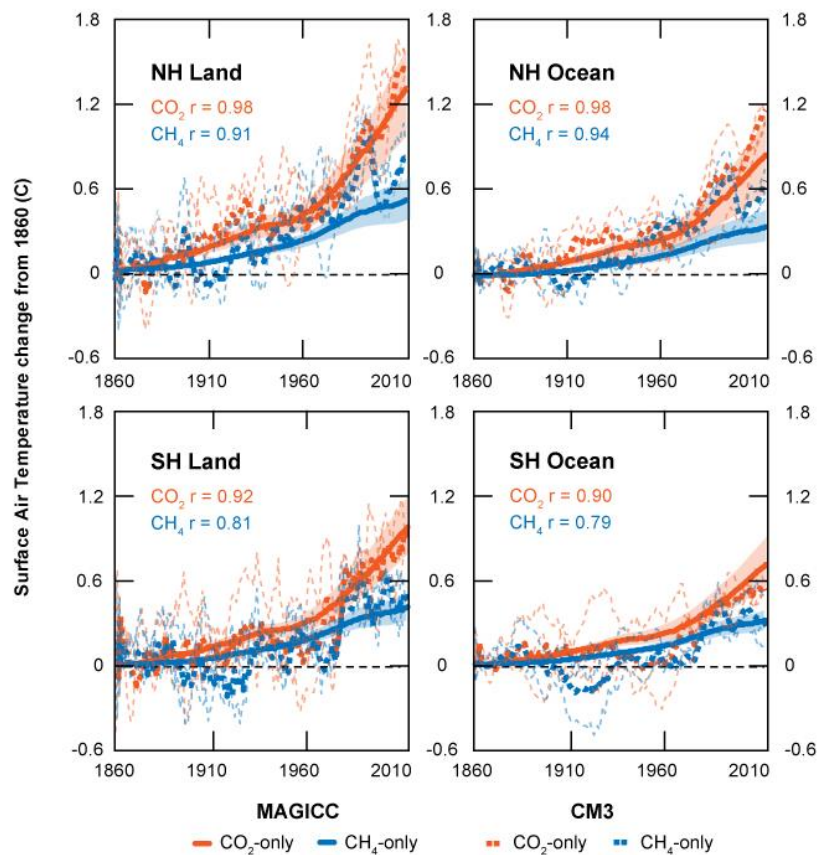 Surface Air Temperature change from 1860 (C)
1.8 1.8
NH Land NH Ocean
CO₂ r = 0.98 CO₂ r = 0.98
1.2 1.2
CH₄ r = 0.91 CH₄ r = 0.94
0.6 0.6
0 0
-0.6 -0.6
1860 1910 1960 2010 1860 1910 1960 2010
1.8 1.8
SH Land SH Ocean
CO₂ r = 0.92 CO₂ r = 0.90
1.2 1.2
CH₄ r = 0.81 CH₄ r = 0.79
0.6 0.6
0 0
-0.6 -0.6
1860 1910 1960 2010 1860 1910 1960 2010
MAGICC CM3
CO₂-only CH₄-only CO₂-only CH₄-only